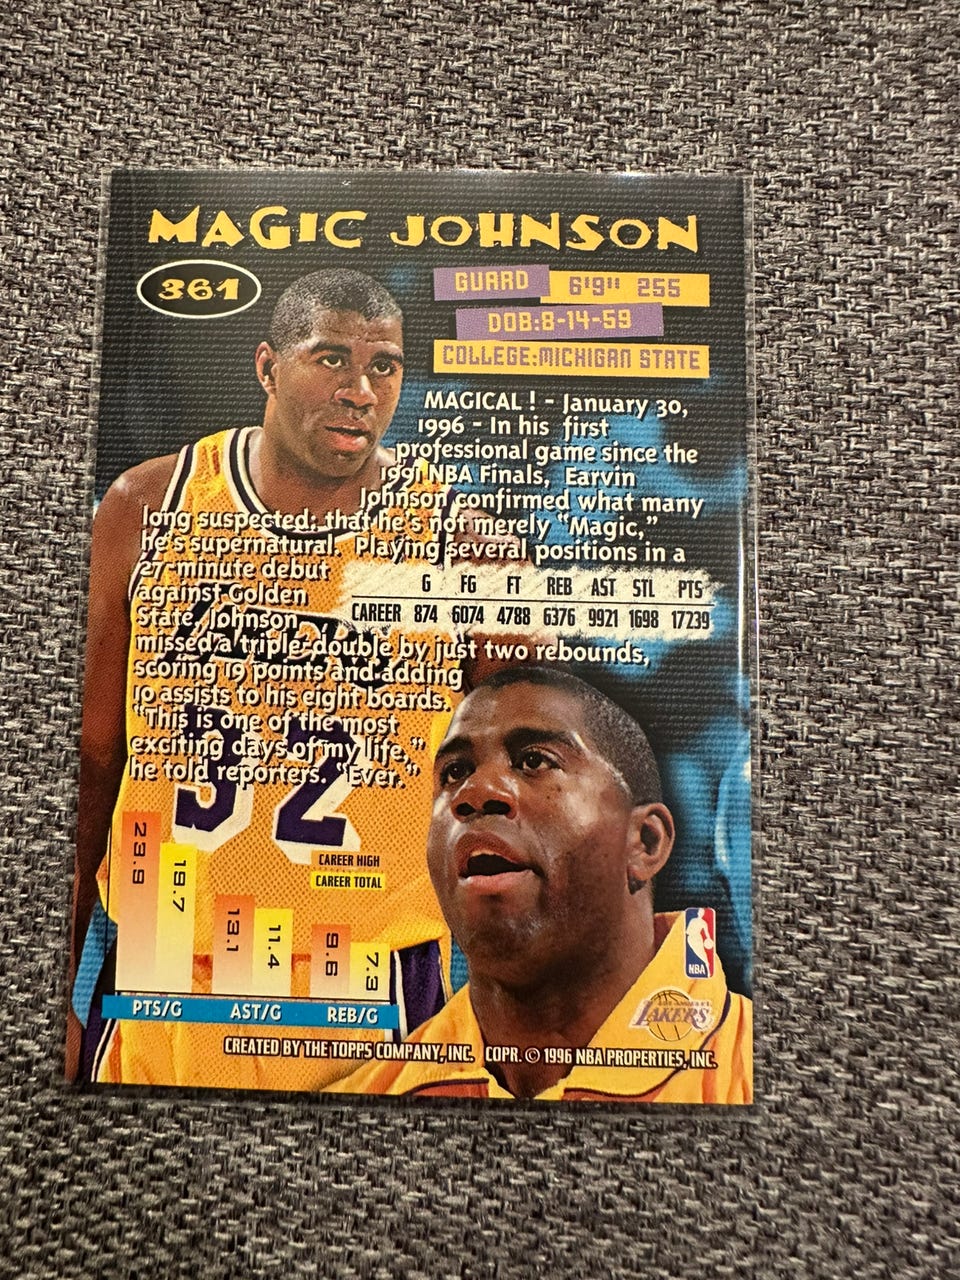 MAGIC JOHNSON
361
GUARD 6'9" 255
DOB:8-14-59
COLLEGE:MICHIGAN STATE
MAGICAL ! - January 30,
1996 - In his first
professional game since the
1991 NBA Finals, Earvin
Johnson confirmed what many
long suspected; that he's not merely "Magic,"
he's supernatural. Playing several positions in a
27-minute debut
against Golden
State, Johnson
G FG FT REB AST STL PTS
CAREER 874 6074 4788 6376 9921 1698 17239
missed a triple-double by just two rebounds,
scoring 19 points and adding
10 assists to his eight boards.
"This is one of the most
exciting days of my life,"
he told reporters. "Ever."
32
CAREER HIGH
CAREER TOTAL
23.9 19.7 13.1 11.4 9.6 7.3
PTS/G AST/G REB/G
NBA
LOS ANGELES
LAKERS
CREATED BY THE TOPPS COMPANY, INC. COPR. © 1996 NBA PROPERTIES, INC.